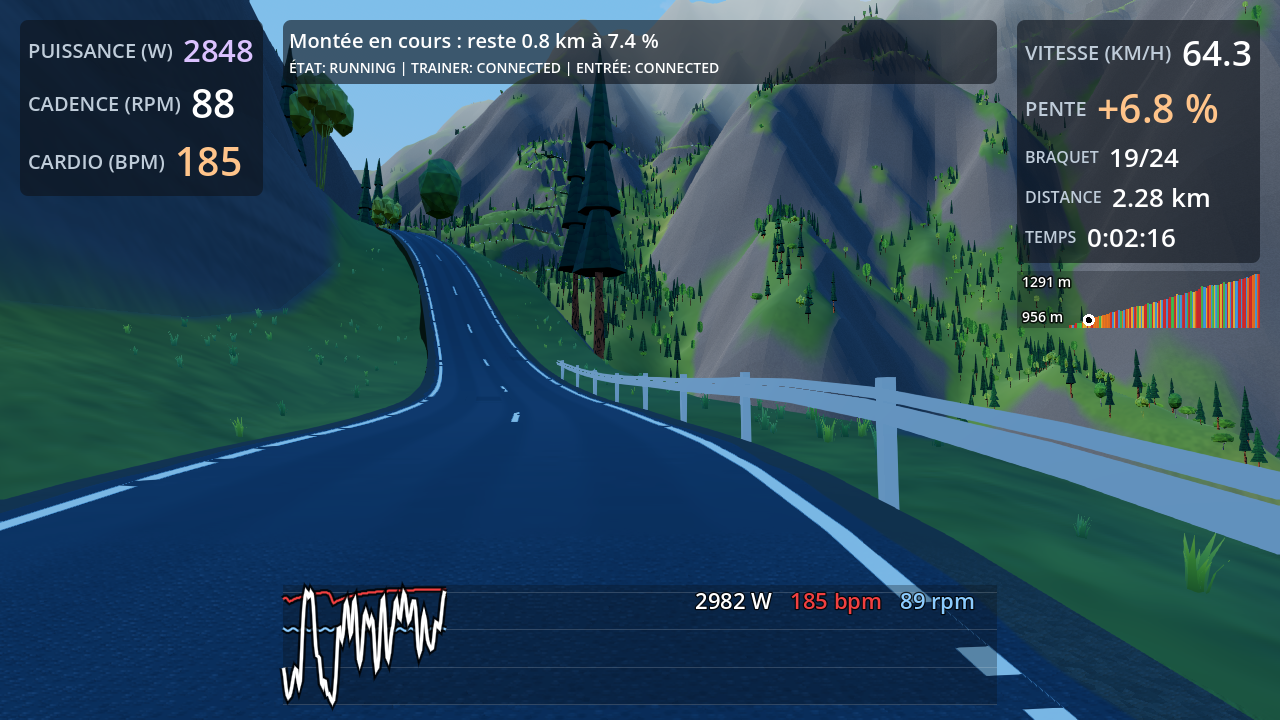 PUISSANCE (W) 2848
CADENCE (RPM) 88
CARDIO (BPM) 185
Montée en cours : reste 0.8 km à 7.4 %
ÉTAT: RUNNING | TRAINER: CONNECTED | ENTRÉE: CONNECTED
VITESSE (KM/H) 64.3
PENTE +6.8 %
BRAQUET 19/24
DISTANCE 2.28 km
TEMPS 0:02:16
1291 m
956 m
2982 W 185 bpm 89 rpm